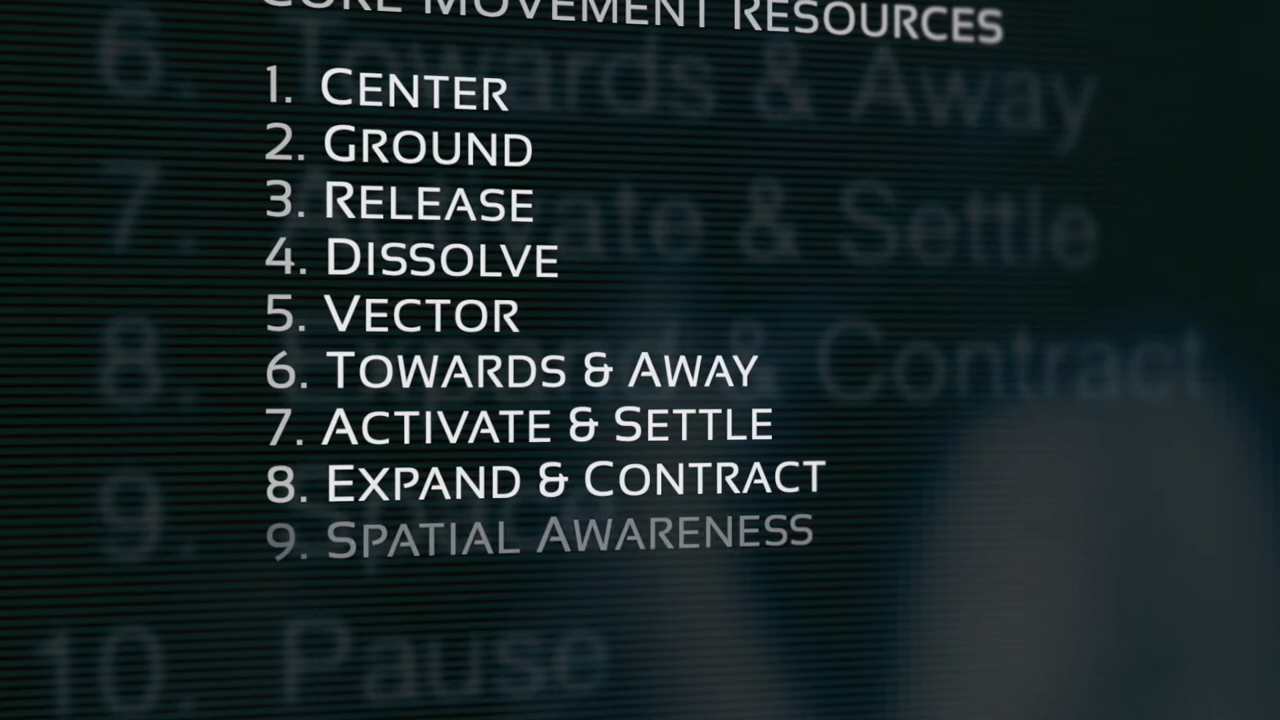 CORE MOVEMENT RESOURCES
1. CENTER
2. GROUND
3. RELEASE
4. DISSOLVE
5. VECTOR
6. TOWARDS & AWAY
7. ACTIVATE & SETTLE
8. EXPAND & CONTRACT
9. SPATIAL AWARENESS
6. Towards & Away
7. Activate & Settle
8. Expand & Contract
9.
10. Pause